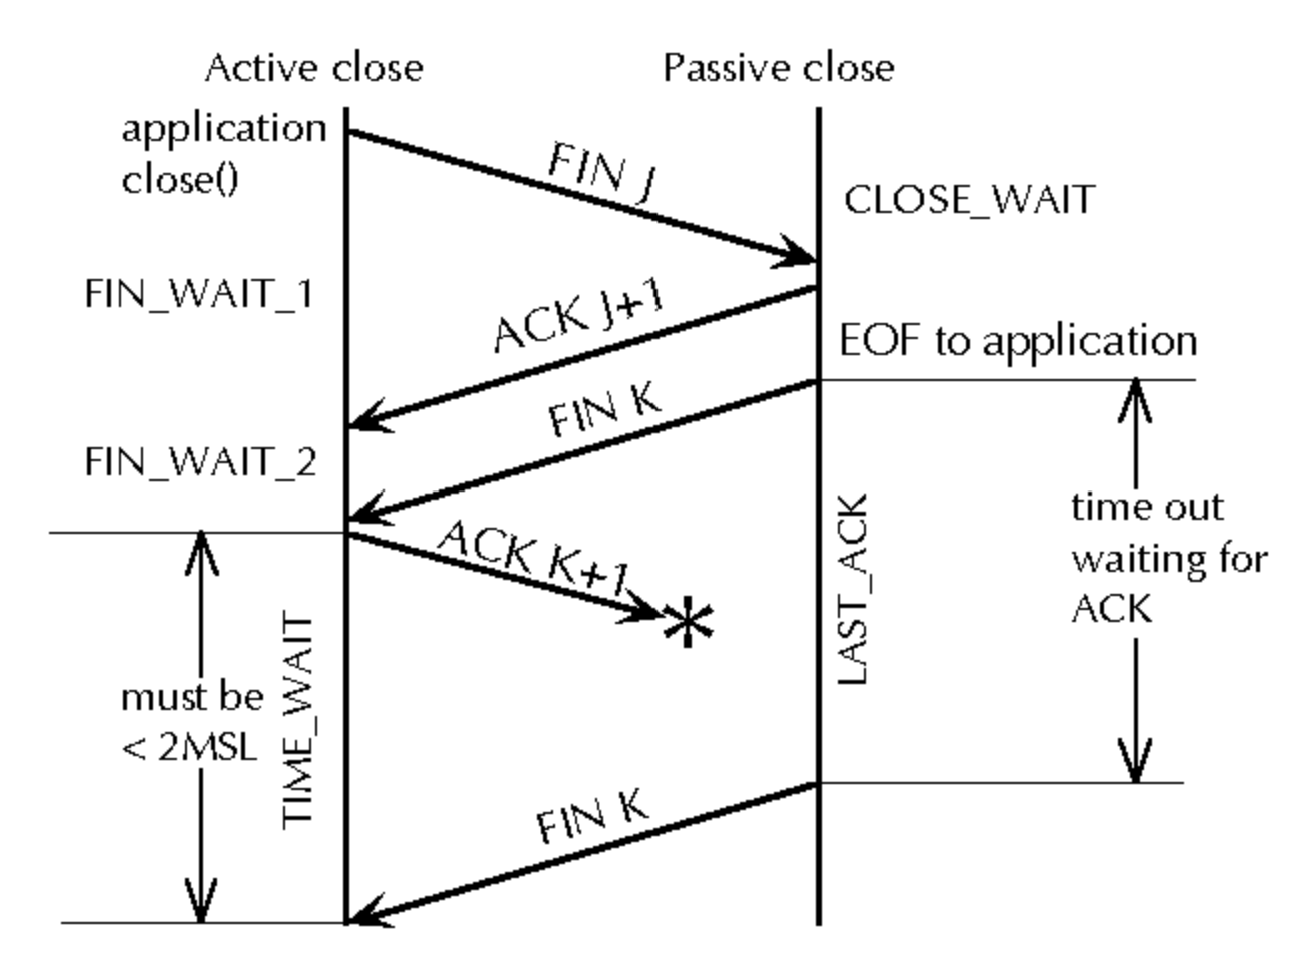 Active close
Passive close
application
close()
FIN J
CLOSE_WAIT
FIN_WAIT_1
ACK J+1
EOF to application
FIN K
FIN_WAIT_2
ACK K+1
*
LAST_ACK
time out
waiting for
ACK
must be
< 2MSL
TIME_WAIT
FIN K